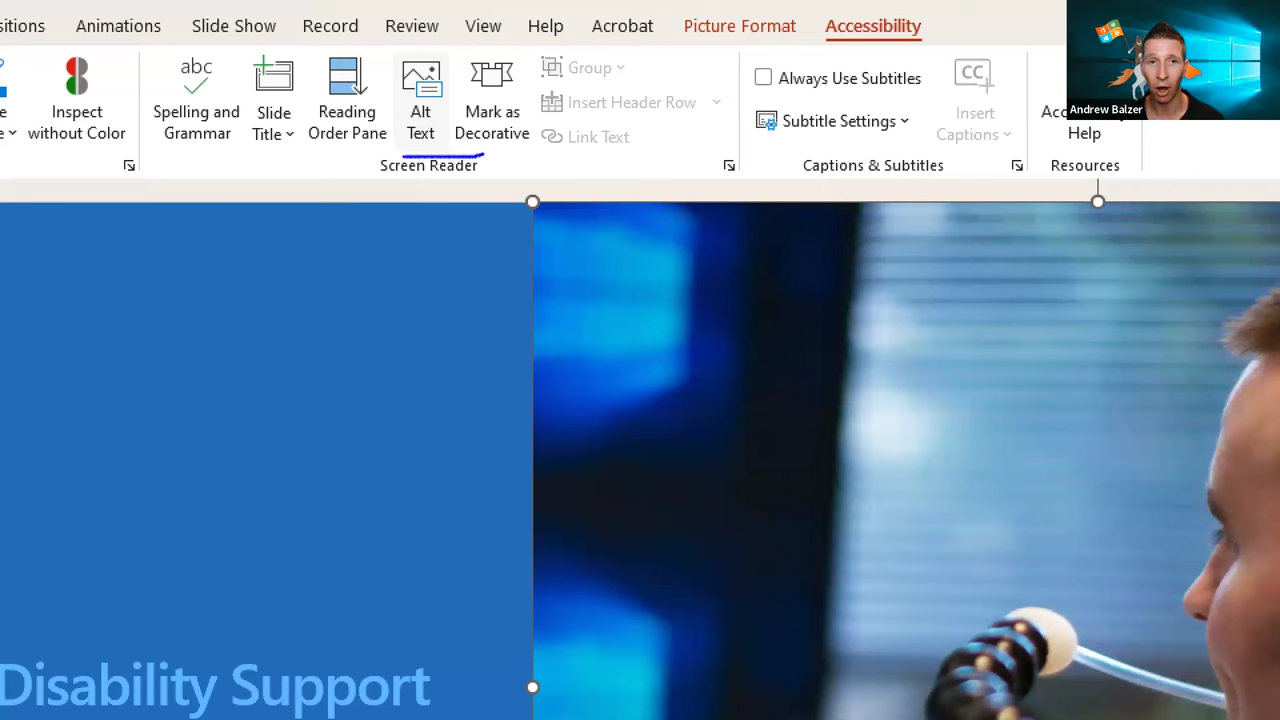 sitions Animations Slide Show Record Review View Help Acrobat Picture Format Accessibility
Inspect without Color
abc
Spelling and Grammar
Slide Title
Reading Order Pane
Alt Text
Mark as Decorative
Group
Insert Header Row
Link Text
Screen Reader
Always Use Subtitles
Subtitle Settings
CC
Insert Captions
Captions & Subtitles
Help
Resources
Andrew Balzer
Disability Support